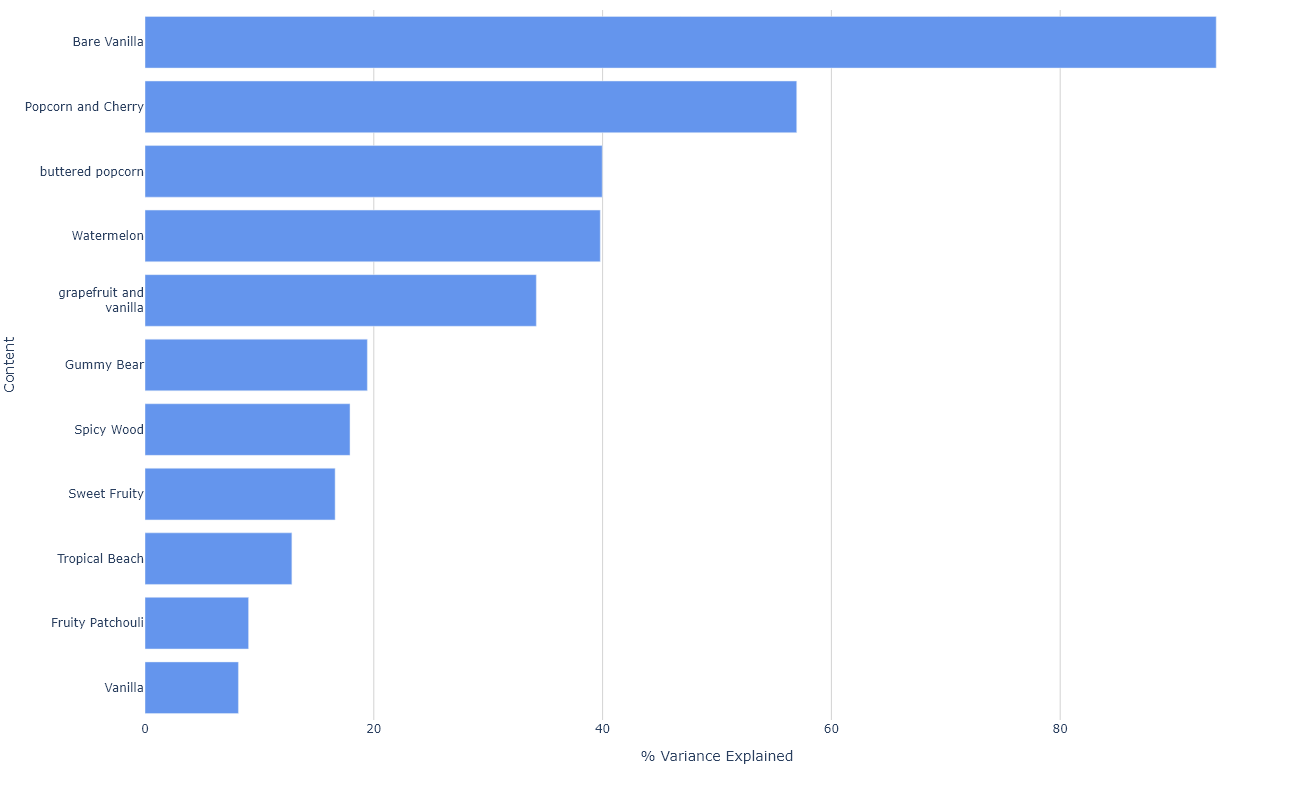 Bare Vanilla
Popcorn and Cherry
buttered popcorn
Watermelon
grapefruit and
vanilla
Gummy Bear
Spicy Wood
Sweet Fruity
Tropical Beach
Fruity Patchouli
Vanilla
Content
0 20 40 60 80
% Variance Explained